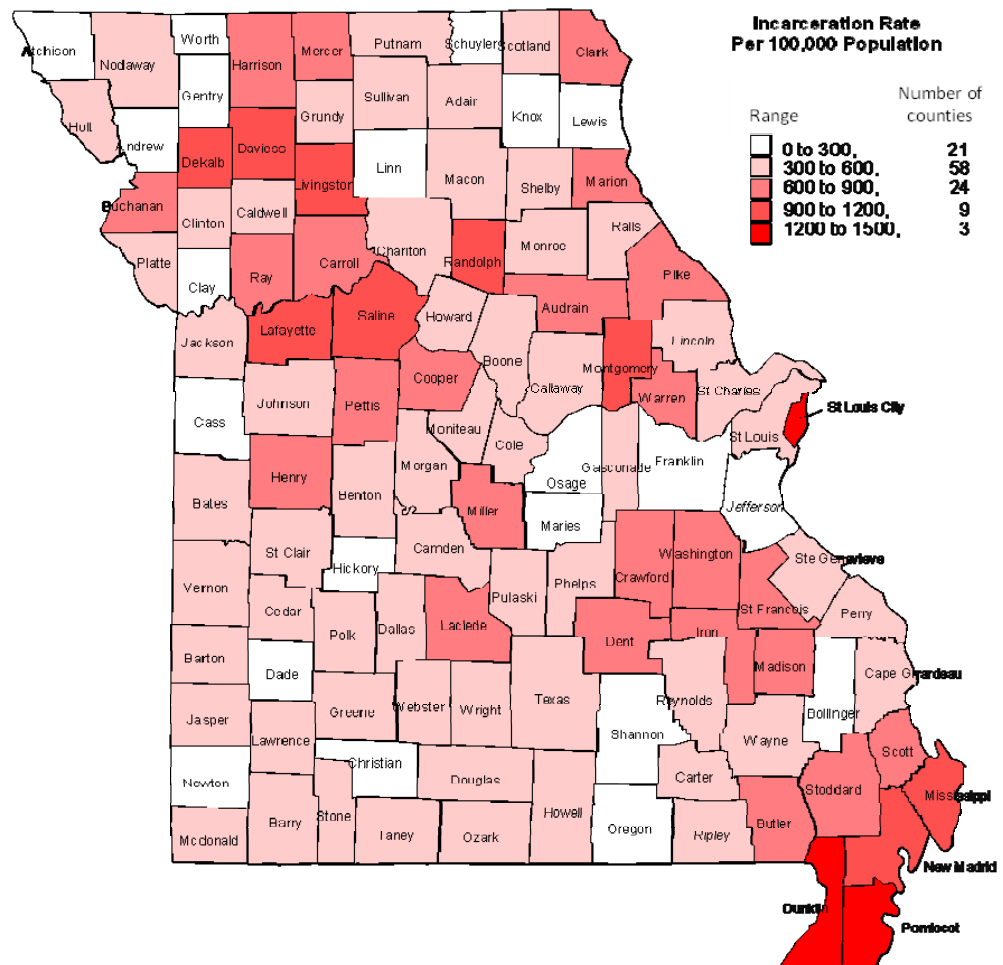 Incarceration Rate
Per 100,000 Population
Number of
Range counties
0 to 300, 21
300 to 600, 58
600 to 900, 24
900 to 1200, 9
1200 to 1500, 3
Atchison
Nodaway
Worth
Harrison
Mercer
Putnam
Schuyler
Scotland
Clark
Gentry
Sullivan
Adair
Knox
Lewis
Grundy
Hull
Andrew
Dekalb
Daviess
Livingston
Linn
Macon
Shelby
Marion
Buchanan
Clinton
Caldwell
Chariton
Randolph
Monroe
Ralls
Platte
Clay
Ray
Carroll
Pike
Audrain
Jackson
Lafayette
Saline
Howard
Boone
Callaway
Montgomery
Lincoln
Warren
St Charles
St Louis City
St Louis
Cass
Johnson
Pettis
Cooper
Moniteau
Cole
Osage
Gasconade
Franklin
Jefferson
Bates
Henry
Benton
Morgan
Miller
Maries
St Clair
Hickory
Camden
Pulaski
Phelps
Crawford
Washington
Ste Genevieve
Vernon
Cedar
Polk
Dallas
Laclede
Dent
Iron
St Francois
Perry
Barton
Dade
Madison
Cape Girardeau
Jasper
Greene
Webster
Wright
Texas
Shannon
Reynolds
Wayne
Bollinger
Lawrence
Christian
Douglas
Carter
Scott
Newton
Stoddard
Mississippi
Mcdonald
Barry
Stone
Taney
Ozark
Howell
Oregon
Ripley
Butler
New Madrid
Dunklin
Pomiocot